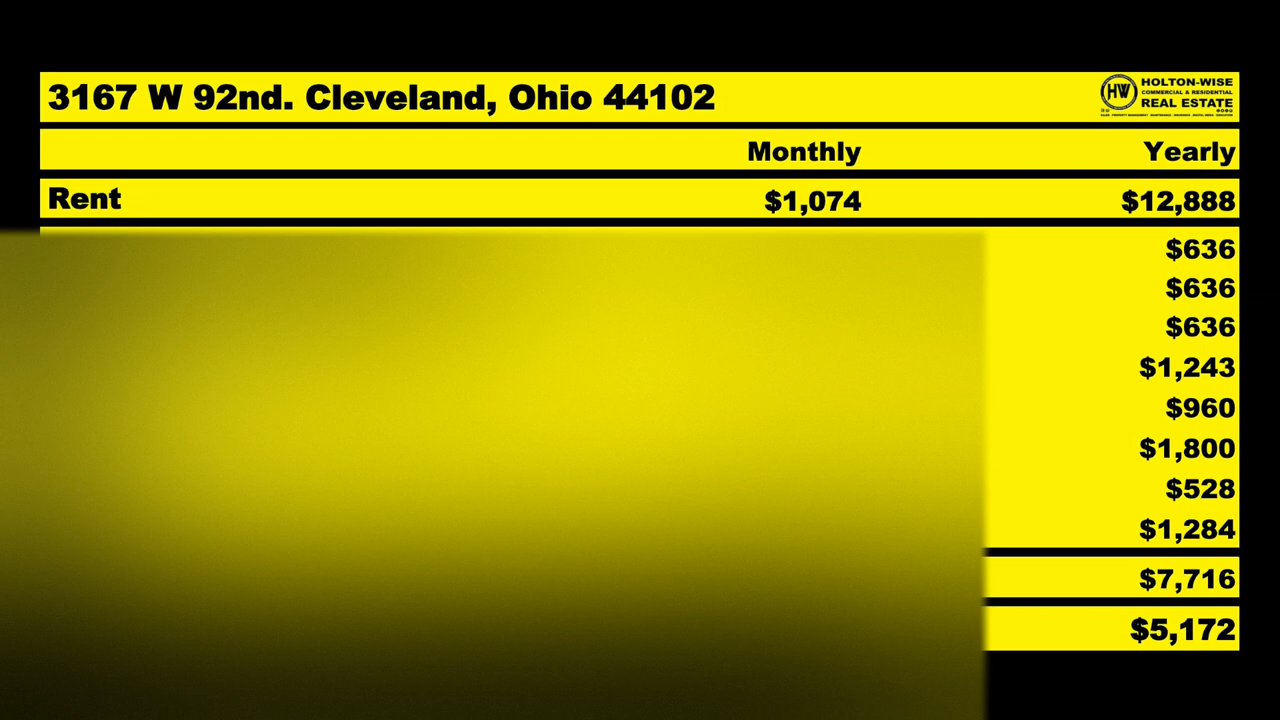 3167 W 92nd. Cleveland, Ohio 44102
HOLTON-WISE
HW
COMMERCIAL & RESIDENTIAL
REAL ESTATE
Monthly Yearly
Rent $1,074 $12,888
$636
$636
$636
$1,243
$960
$1,800
$528
$1,284
$7,716
$5,172